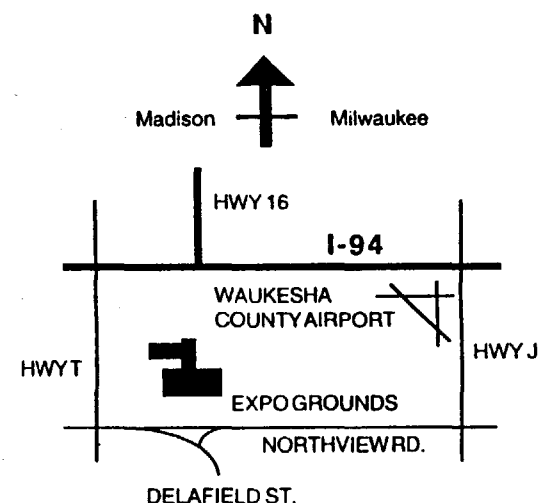 N
Madison
Milwaukee
HWY 16
I-94
WAUKESHA
COUNTY AIRPORT
HWY T
HWY J
EXPO GROUNDS
NORTHVIEW RD.
DELAFIELD ST.